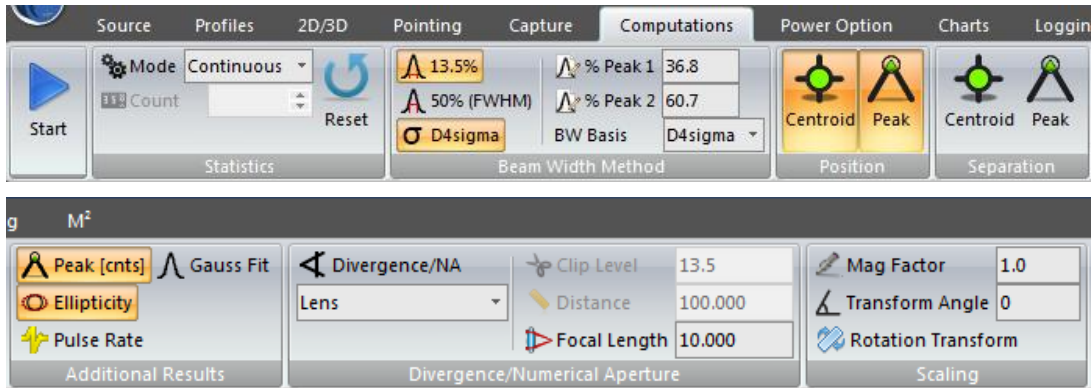 Source Profiles 2D/3D Pointing Capture Computations Power Option Charts Loggin
Start
Mode Continuous
Count
Reset
Statistics
13.5%
50% (FWHM)
σ D4sigma
% Peak 1 36.8
% Peak 2 60.7
BW Basis D4sigma
Beam Width Method
Centroid Peak
Position
Centroid Peak
Separation
g M²
Peak [cnts] Gauss Fit
Ellipticity
Pulse Rate
Additional Results
Divergence/NA
Lens
Clip Level 13.5
Distance 100.000
Focal Length 10.000
Divergence/Numerical Aperture
Mag Factor 1.0
Transform Angle 0
Rotation Transform
Scaling